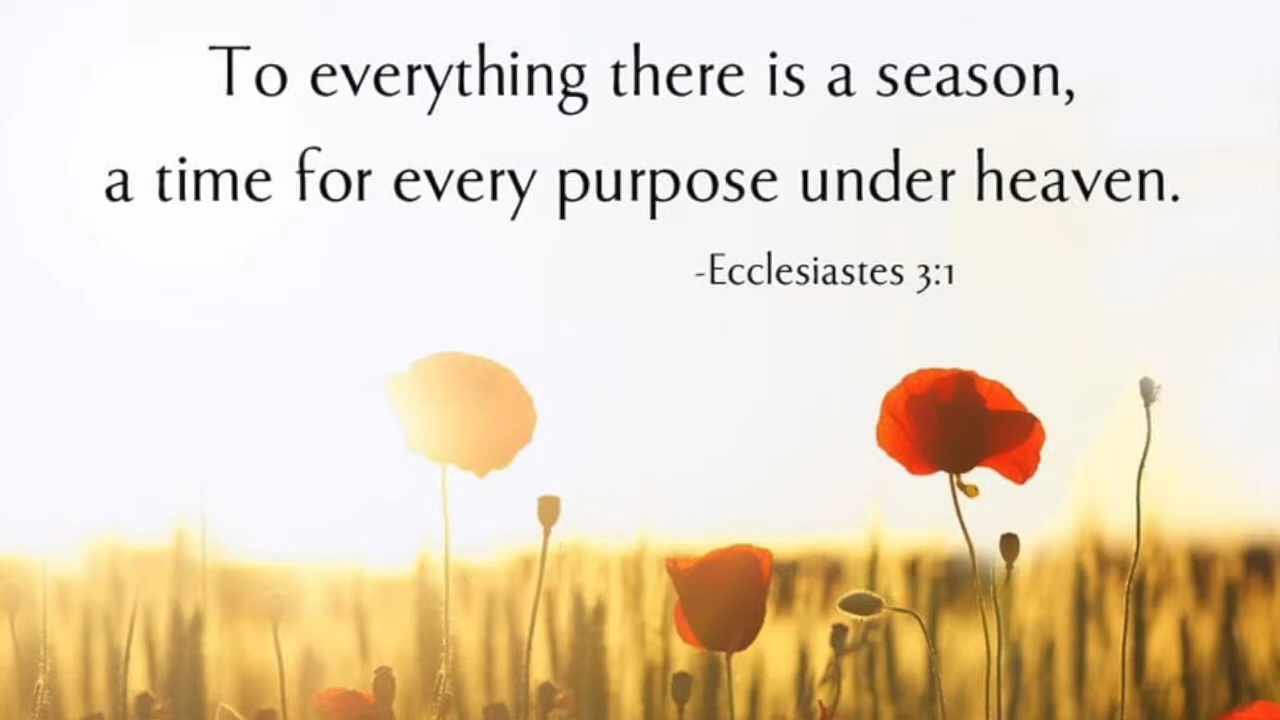 To everything there is a season,
a time for every purpose under heaven.
-Ecclesiastes 3:1